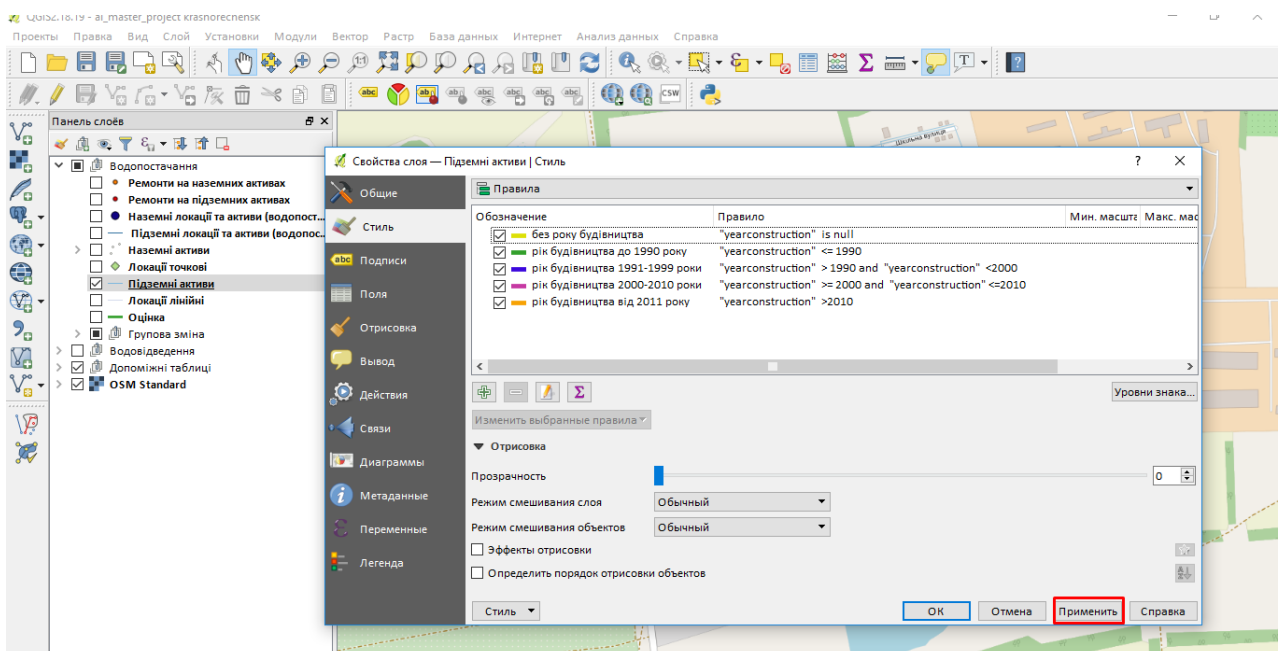 QGIS2.18.19 - ai_master_project krasnorechensk
Проекты Правка Вид Слой Установки Модули Вектор Растр База данных Интернет Анализ данных Справка
Панель слоёв
Водопостачання
Ремонти на наземних активах
Ремонти на підземних активах
Наземні локації та активи (водопост...
Підземні локації та активи (водопос...
Наземні активи
Локації точкові
Підземні активи
Локації лінійні
Оцінка
Групова зміна
Водовідведення
Допоміжні таблиці
OSM Standard
Шкільна вулиця
Свойства слоя — Підземні активи | Стиль
? ×
Общие
Стиль
Подписи
Поля
Отрисовка
Вывод
Действия
Связи
Диаграммы
Метаданные
Переменные
Легенда
Правила
Обозначение Правило Мин. масшта Макс. мас
без року будівництва "yearconstruction" is null
рік будівництва до 1990 року "yearconstruction" <= 1990
рік будівництва 1991-1999 роки "yearconstruction" > 1990 and "yearconstruction" <2000
рік будівництва 2000-2010 роки "yearconstruction" >= 2000 and "yearconstruction" <=2010
рік будівництва від 2011 року "yearconstruction" >2010
Уровни знака...
Изменить выбранные правила
Отрисовка
Прозрачность 0
Режим смешивания слоя Обычный
Режим смешивания объектов Обычный
Эффекты отрисовки
Определить порядок отрисовки объектов
Стиль ОК Отмена Применить Справка